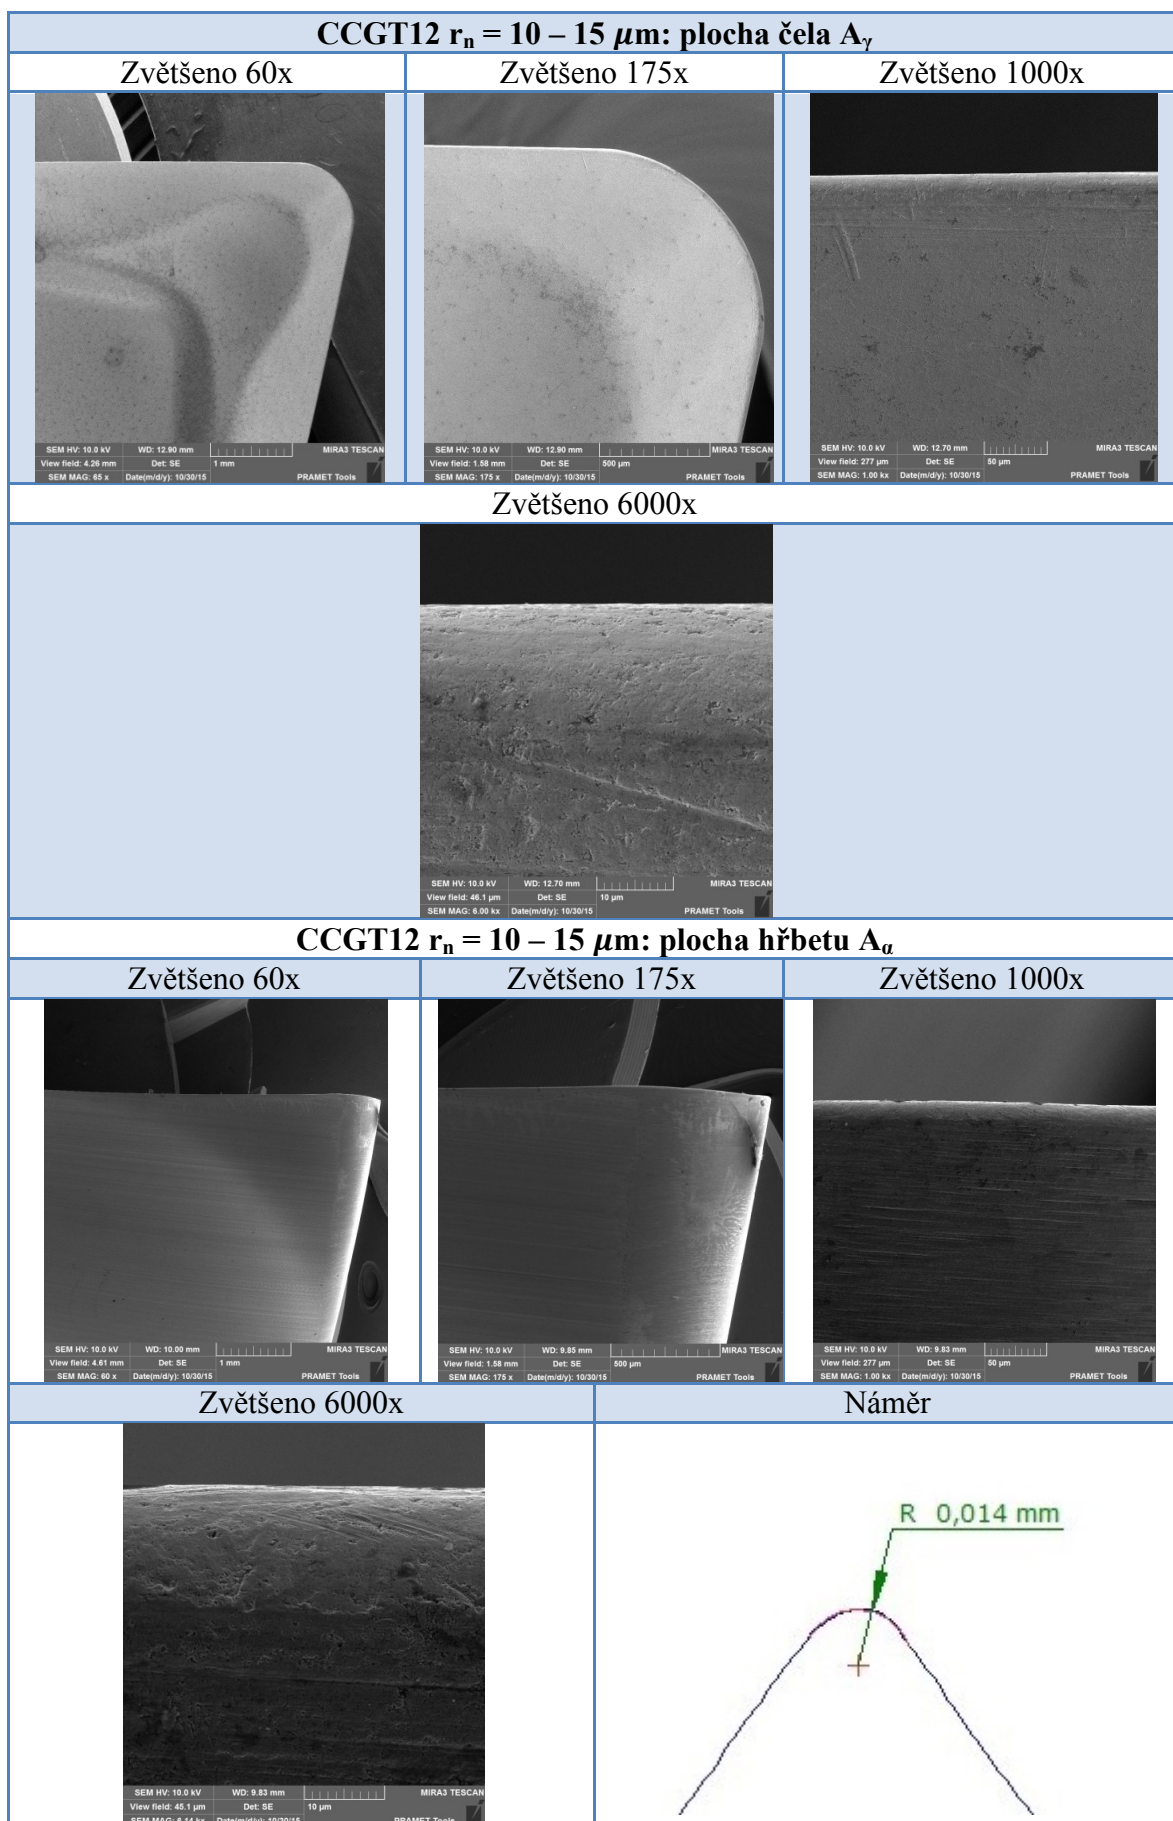 CCGT12 rₙ = 10 – 15 μm: plocha čela Aᵧ
Zvětšeno 60x
Zvětšeno 175x
Zvětšeno 1000x
SEM HV: 10.0 kV WD: 12.90 mm MIRA3 TESCAN
View field: 4.26 mm Det: SE 1 mm
SEM MAG: 65 x Date(m/d/y): 10/30/15 PRAMET Tools
SEM HV: 10.0 kV WD: 12.90 mm MIRA3 TESCAN
View field: 1.58 mm Det: SE 500 μm
SEM MAG: 175 x Date(m/d/y): 10/30/15 PRAMET Tools
SEM HV: 10.0 kV WD: 12.70 mm MIRA3 TESCAN
View field: 277 μm Det: SE 50 μm
SEM MAG: 1.00 kx Date(m/d/y): 10/30/15 PRAMET Tools
Zvětšeno 6000x
SEM HV: 10.0 kV WD: 12.70 mm MIRA3 TESCAN
View field: 46.1 μm Det: SE 10 μm
SEM MAG: 6.00 kx Date(m/d/y): 10/30/15 PRAMET Tools
CCGT12 rₙ = 10 – 15 μm: plocha hřbetu Aα
Zvětšeno 60x
Zvětšeno 175x
Zvětšeno 1000x
SEM HV: 10.0 kV WD: 10.00 mm MIRA3 TESCAN
View field: 4.61 mm Det: SE 1 mm
SEM MAG: 60 x Date(m/d/y): 10/30/15 PRAMET Tools
SEM HV: 10.0 kV WD: 9.85 mm MIRA3 TESCAN
View field: 1.58 mm Det: SE 500 μm
SEM MAG: 175 x Date(m/d/y): 10/30/15 PRAMET Tools
SEM HV: 10.0 kV WD: 9.83 mm MIRA3 TESCAN
View field: 277 μm Det: SE 50 μm
SEM MAG: 1.00 kx Date(m/d/y): 10/30/15 PRAMET Tools
Zvětšeno 6000x
Náměr
R 0,014 mm
SEM HV: 10.0 kV WD: 9.83 mm MIRA3 TESCAN
View field: 45.1 μm Det: SE 10 μm
SEM MAG: 6.14 kx Date(m/d/y): 10/30/15 PRAMET Tools